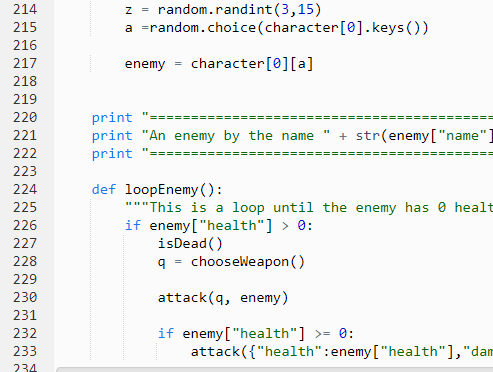 214 z = random.randint(3,15)
215 a =random.choice(character[0].keys())
216
217 enemy = character[0][a]
218
219
220 print "==========================================
221 print "An enemy by the name " + str(enemy["name"]
222 print "==========================================
223
224 def loopEnemy():
225 """This is a loop until the enemy has 0 healt
226 if enemy["health"] > 0:
227 isDead()
228 q = chooseWeapon()
229
230 attack(q, enemy)
231
232 if enemy["health"] >= 0:
233 attack({"health":enemy["health"],"dam
234